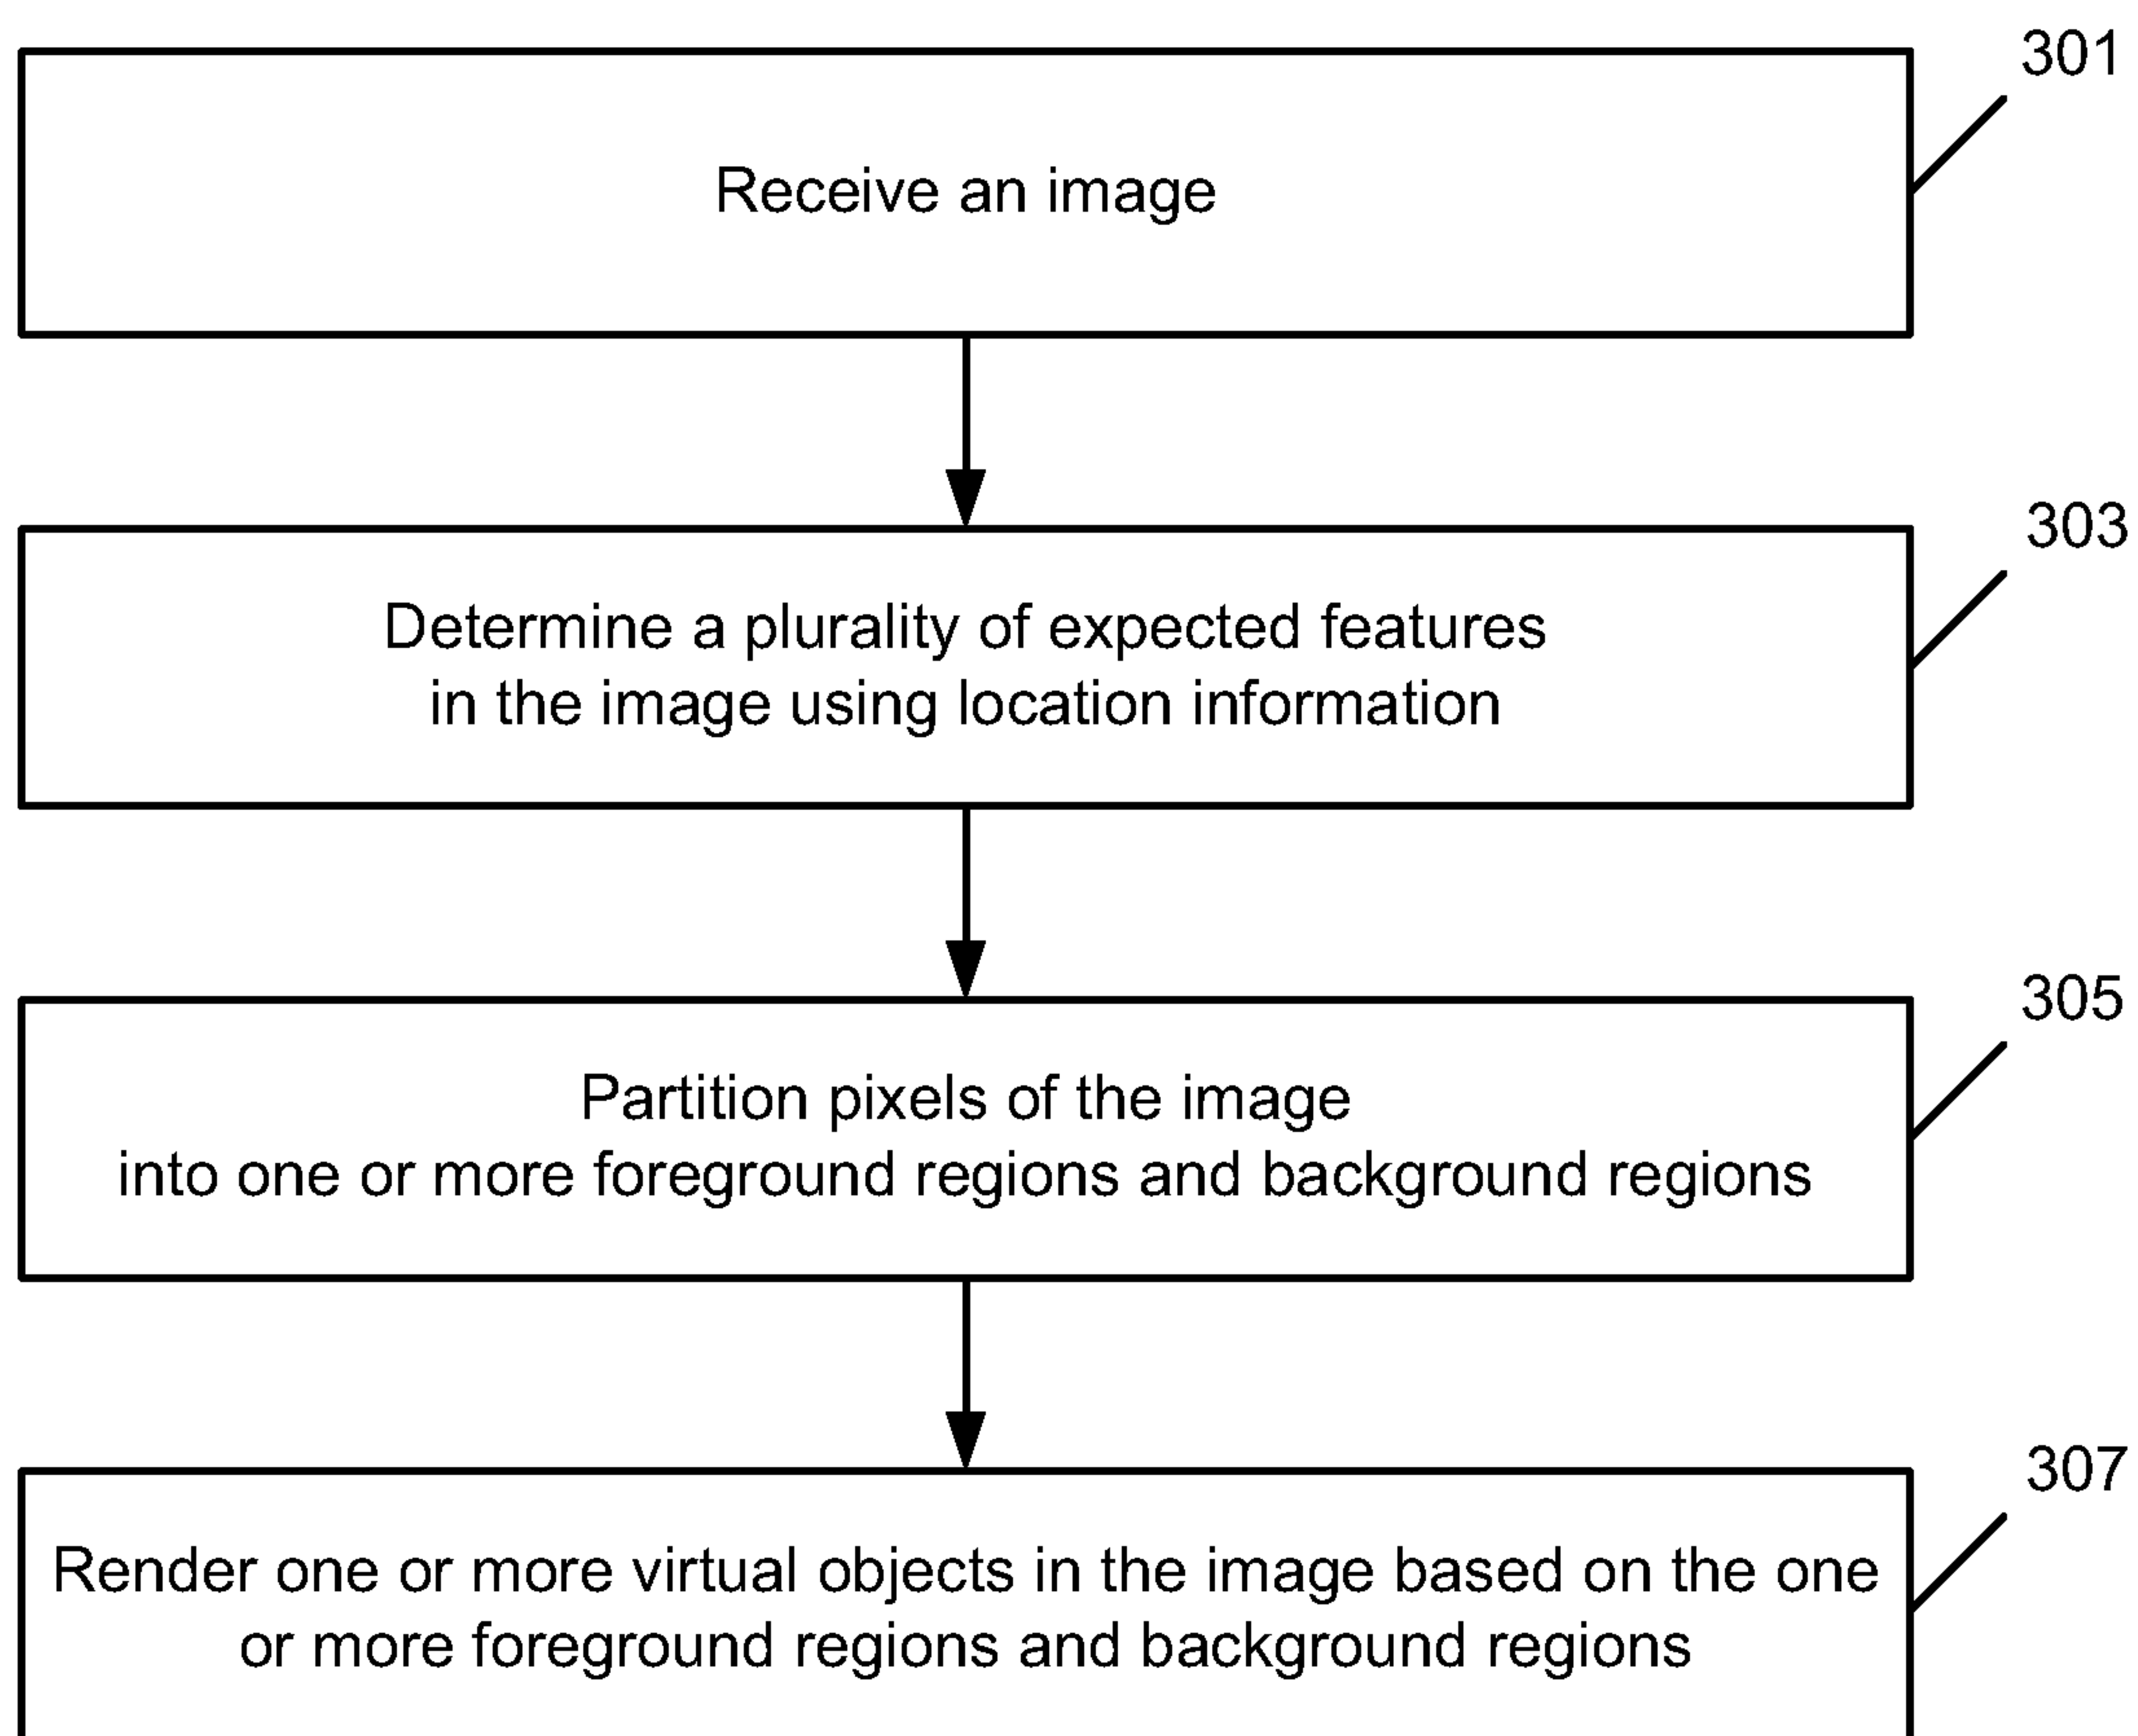 301
Receive an image
303
Determine a plurality of expected features
in the image using location information
305
Partition pixels of the image
into one or more foreground regions and background regions
307
Render one or more virtual objects in the image based on the one
or more foreground regions and background regions